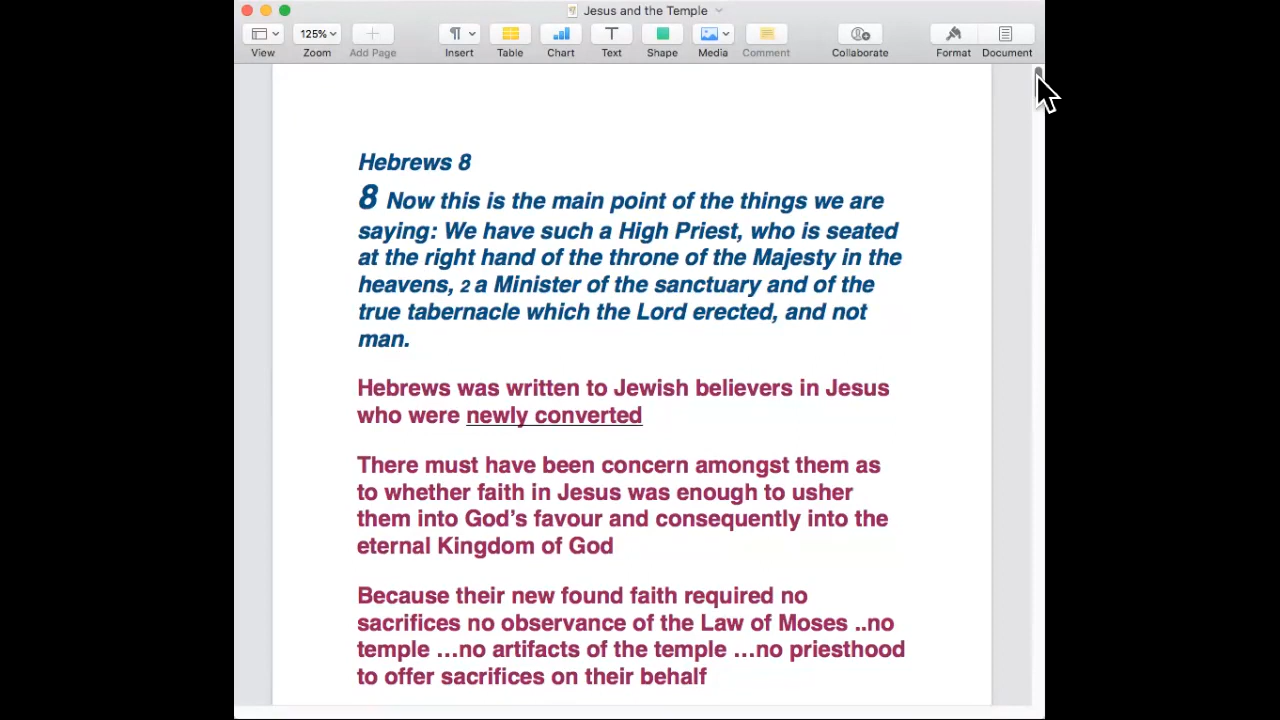 Jesus and the Temple
125%
View
Zoom
Add Page
Insert
Table
Chart
Text
Shape
Media
Comment
Collaborate
Format
Document
Hebrews 8
8 Now this is the main point of the things we are
saying: We have such a High Priest, who is seated
at the right hand of the throne of the Majesty in the
heavens, 2 a Minister of the sanctuary and of the
true tabernacle which the Lord erected, and not
man.
Hebrews was written to Jewish believers in Jesus
who were newly converted
There must have been concern amongst them as
to whether faith in Jesus was enough to usher
them into God’s favour and consequently into the
eternal Kingdom of God
Because their new found faith required no
sacrifices no observance of the Law of Moses ..no
temple …no artifacts of the temple …no priesthood
to offer sacrifices on their behalf